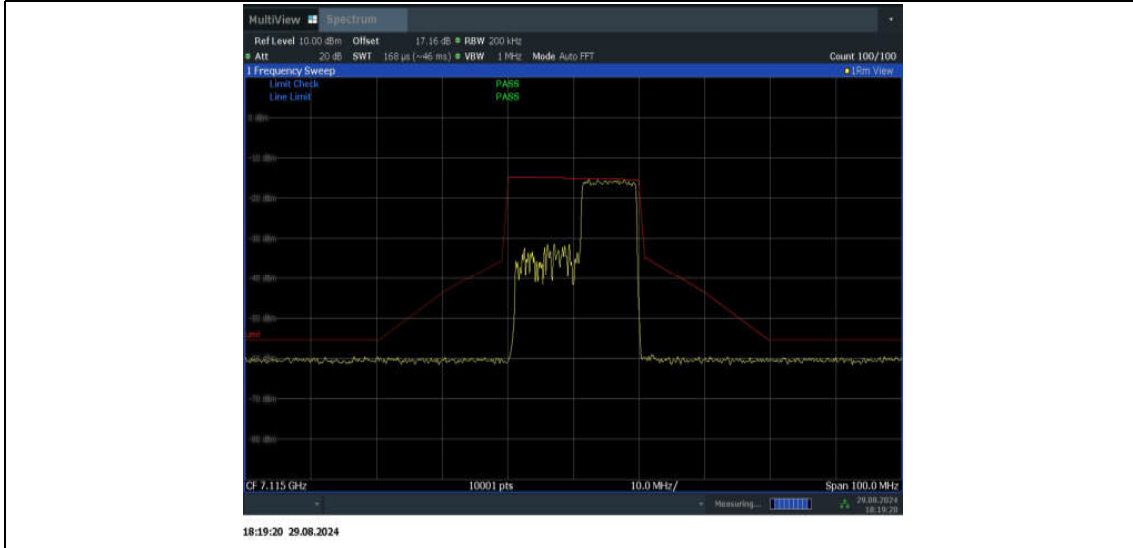 MultiView Spectrum
Ref Level 10.00 dBm Offset 17.16 dB RBW 200 kHz
Att 20 dB SWT 168 µs (~46 ms) VBW 1 MHz Mode Auto FFT Count 100/100
1 Frequency Sweep 1Rm View
Limit Check PASS
Line Limit PASS
0 dBm
-10 dBm
-20 dBm
-30 dBm
-40 dBm
-50 dBm
-60 dBm
-70 dBm
-80 dBm
CF 7.115 GHz 10001 pts 10.0 MHz/ Span 100.0 MHz
Measuring... 29.08.2024
18:19:20
18:19:20 29.08.2024